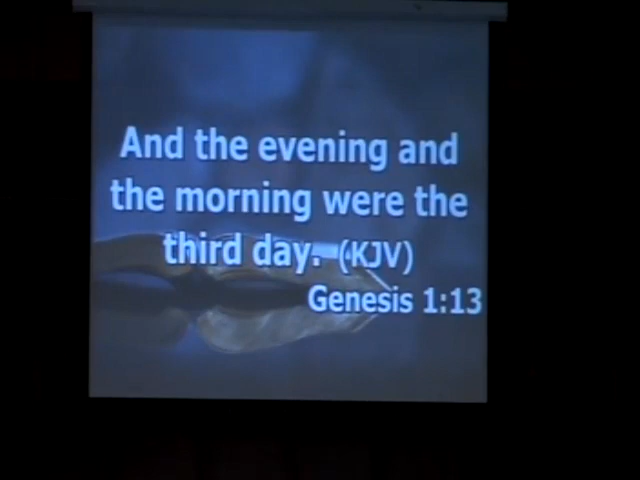 And the evening and
the morning were the
third day. (KJV)
Genesis 1:13